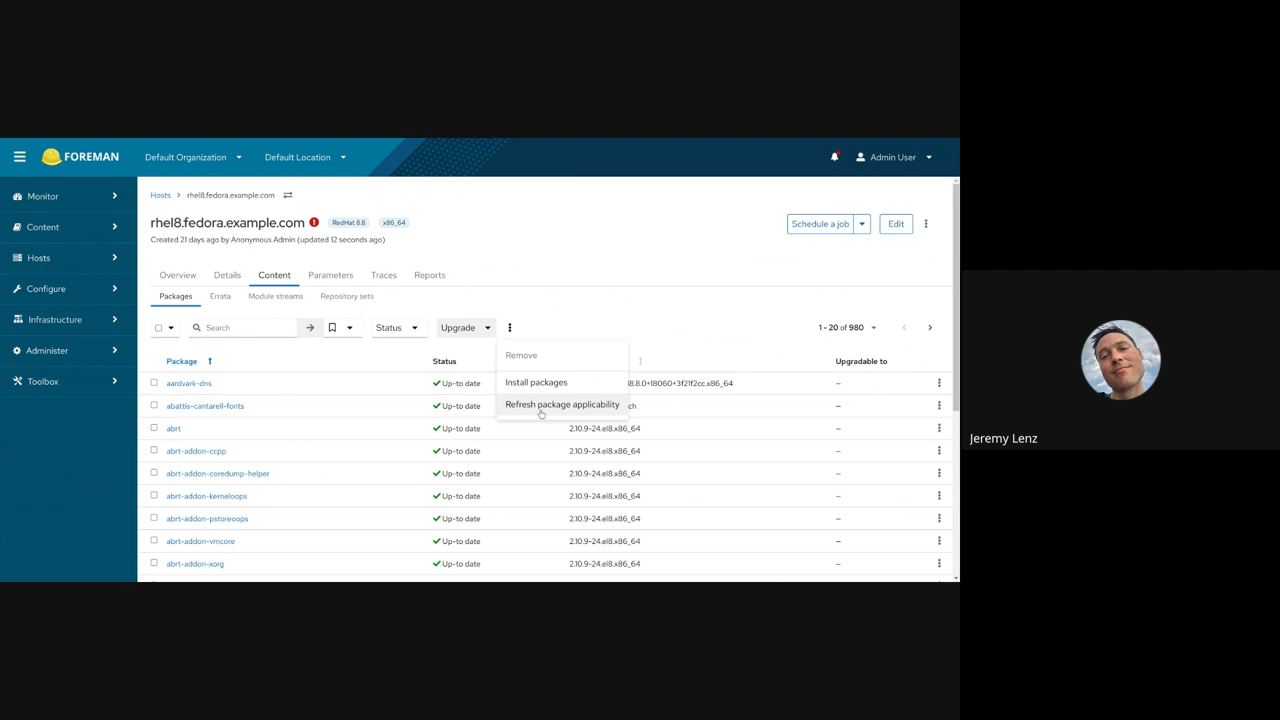 FOREMAN Default Organization Default Location Admin User
Monitor
Content
Hosts
Configure
Infrastructure
Administer
Toolbox
Hosts > rhel8.fedora.example.com
rhel8.fedora.example.com RedHat 8.8 x86_64
Created 21 days ago by Anonymous Admin (updated 12 seconds ago)
Schedule a job Edit
Overview Details Content Parameters Traces Reports
Packages Errata Module streams Repository sets
Search Status Upgrade 1 - 20 of 980
Remove
Install packages
Refresh package applicability
Package Status Upgradable to
aardvark-dns Up-to date –
abattis-cantarell-fonts Up-to date ch –
abrt Up-to date 2.10.9-24.el8.x86_64 –
abrt-addon-ccpp Up-to date 2.10.9-24.el8.x86_64 –
abrt-addon-coredump-helper Up-to date 2.10.9-24.el8.x86_64 –
abrt-addon-kerneloops Up-to date 2.10.9-24.el8.x86_64 –
abrt-addon-pstoreoops Up-to date 2.10.9-24.el8.x86_64 –
abrt-addon-vmcore Up-to date 2.10.9-24.el8.x86_64 –
abrt-addon-xorg Up-to date 2.10.9-24.el8.x86_64 –
Jeremy Lenz